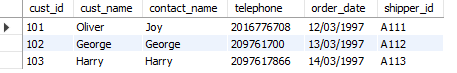 cust_id cust_name contact_name telephone order_date shipper_id
101 Oliver Joy 2016776708 12/03/1997 A111
102 George George 209761700 13/03/1997 A112
103 Harry Harry 2097617866 14/03/1997 A113